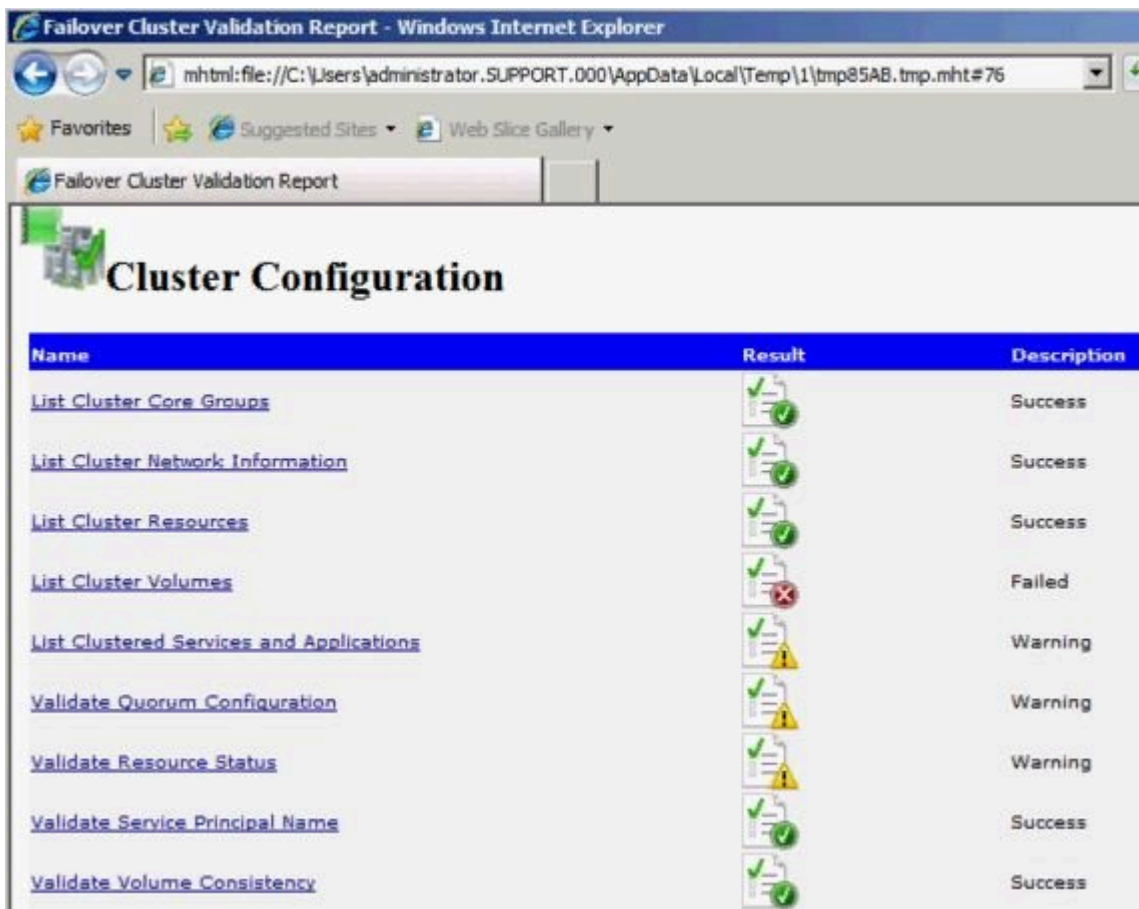 Failover Cluster Validation Report - Windows Internet Explorer
mhtml:file://C:\Users\administrator.SUPPORT.000\AppData\Local\Temp\1\tmp85AB.tmp.mht#76
Favorites Suggested Sites Web Slice Gallery
Failover Cluster Validation Report
Cluster Configuration
Name Result Description
List Cluster Core Groups Success
List Cluster Network Information Success
List Cluster Resources Success
List Cluster Volumes Failed
List Clustered Services and Applications Warning
Validate Quorum Configuration Warning
Validate Resource Status Warning
Validate Service Principal Name Success
Validate Volume Consistency Success